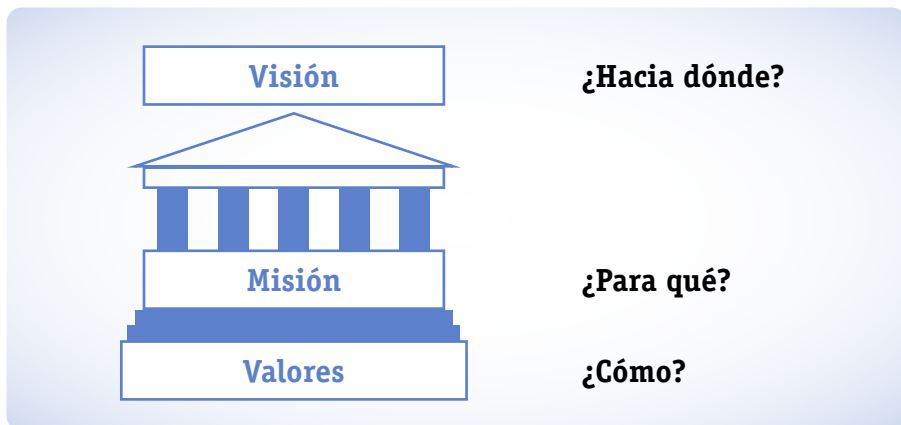 Visión
¿Hacia dónde?
Misión
¿Para qué?
Valores
¿Cómo?